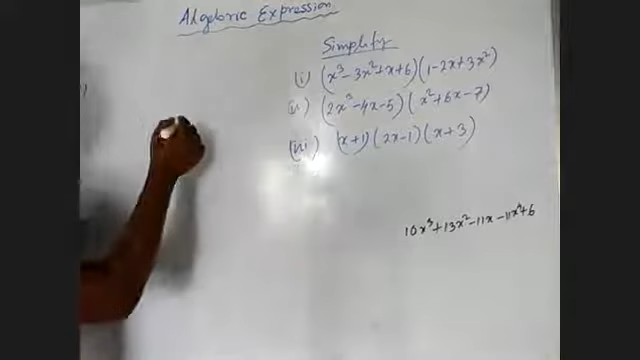 Algebraic Expression
Simplify
(i) (x³ - 3x² + x + 6) (1 - 2x + 3x²)
(ii) (2x³ - 4x - 5) (x² + 6x - 7)
(iii) (x + 1) (2x - 1) (x + 3)
10x³ + 13x² - 11x - 11x⁴ + 6